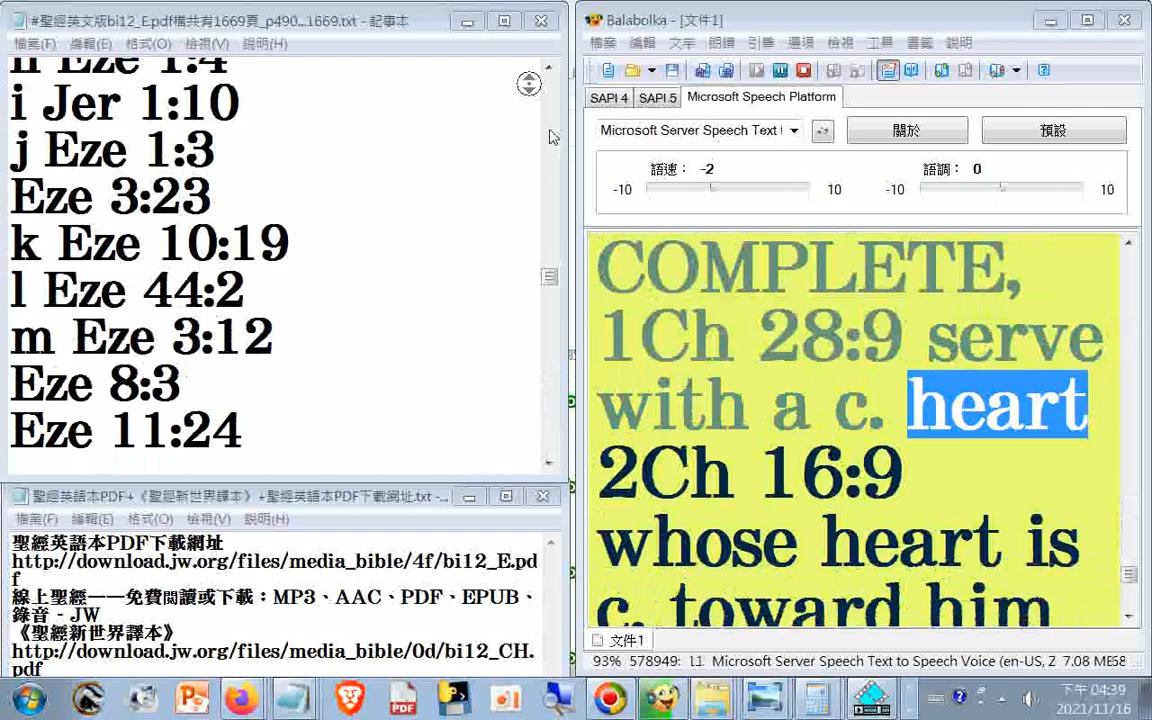 #聖經英文版bi12_E.pdf橫共有1669頁_p490...1669.txt - 記事本
檔案(F) 編輯(E) 格式(O) 檢視(V) 說明(H)
n Eze 1:4
i Jer 1:10
j Eze 1:3
Eze 3:23
k Eze 10:19
l Eze 44:2
m Eze 3:12
Eze 8:3
Eze 11:24
聖經英語本PDF+《聖經新世界譯本》+聖經英語本PDF下載網址.txt -...
檔案(F) 編輯(E) 格式(O) 檢視(V) 說明(H)
聖經英語本PDF下載網址
http://download.jw.org/files/media_bible/4f/bi12_E.pd
f
線上聖經——免費閱讀或下載：MP3、AAC、PDF、EPUB、
錄音 - JW
《聖經新世界譯本》
http://download.jw.org/files/media_bible/0d/bi12_CH.
pdf
Balabolka - [文件1]
檔案 編輯 文字 朗讀 引擎 選項 檢視 工具 書籤 說明
SAPI 4 SAPI 5 Microsoft Speech Platform
Microsoft Server Speech Text 關於 預設
語速： -2 語調： 0
-10 10 -10 10
COMPLETE,
1Ch 28:9 serve
with a c. heart
2Ch 16:9
whose heart is
c. toward him
文件1
93% 578949: 11 Microsoft Server Speech Text to Speech Voice (en-US, Z 7.08 ME58
PDF
下午 04:39
2021/11/16